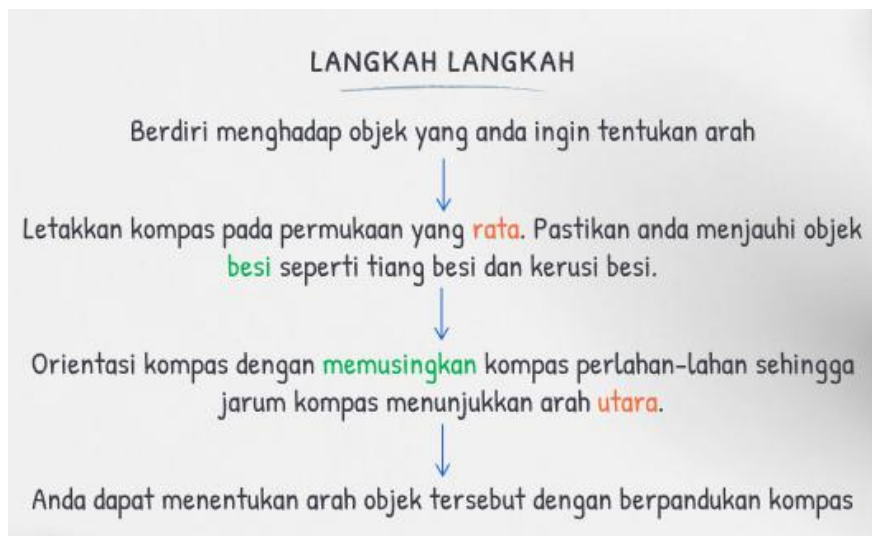 LANGKAH LANGKAH
Berdiri menghadap objek yang anda ingin tentukan arah
Letakkan kompas pada permukaan yang rata. Pastikan anda menjauhi objek
besi seperti tiang besi dan kerusi besi.
Orientasi kompas dengan memusingkan kompas perlahan-lahan sehingga
jarum kompas menunjukkan arah utara.
Anda dapat menentukan arah objek tersebut dengan berpandukan kompas